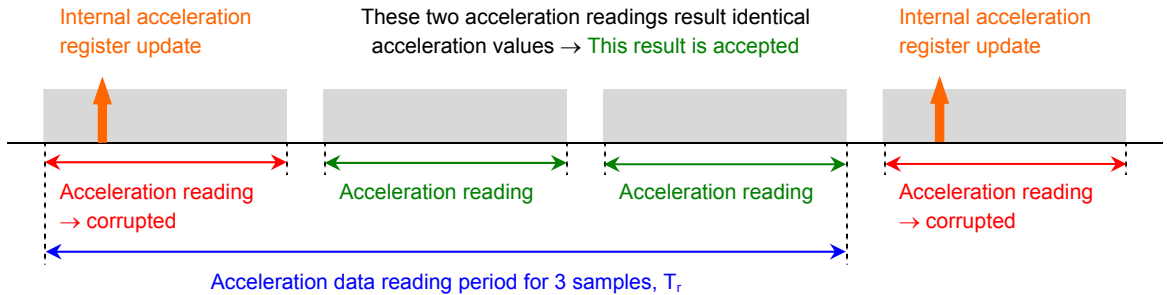 Internal acceleration
register update
These two acceleration readings result identical
acceleration values → This result is accepted
Internal acceleration
register update
Acceleration reading
→ corrupted
Acceleration reading
Acceleration reading
Acceleration reading
→ corrupted
Acceleration data reading period for 3 samples, Tr